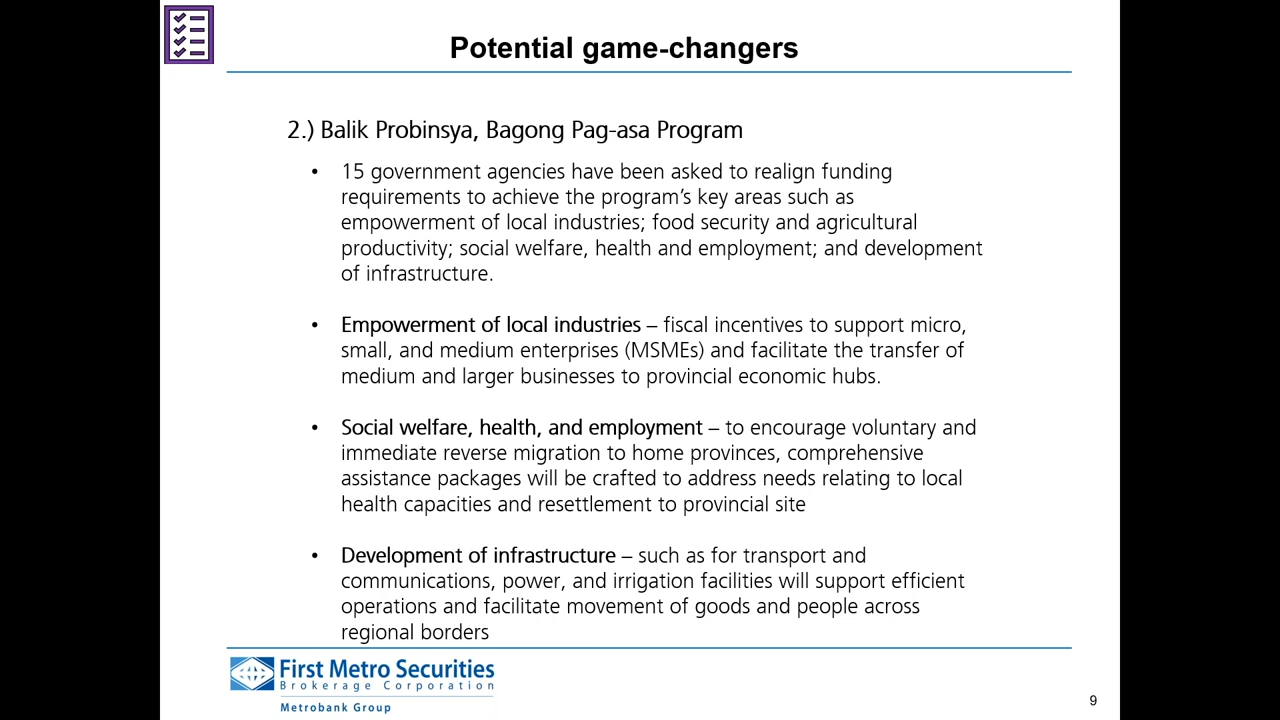 Potential game-changers
2.) Balik Probinsya, Bagong Pag-asa Program
• 15 government agencies have been asked to realign funding
requirements to achieve the program’s key areas such as
empowerment of local industries; food security and agricultural
productivity; social welfare, health and employment; and development
of infrastructure.
• Empowerment of local industries – fiscal incentives to support micro,
small, and medium enterprises (MSMEs) and facilitate the transfer of
medium and larger businesses to provincial economic hubs.
• Social welfare, health, and employment – to encourage voluntary and
immediate reverse migration to home provinces, comprehensive
assistance packages will be crafted to address needs relating to local
health capacities and resettlement to provincial site
• Development of infrastructure – such as for transport and
communications, power, and irrigation facilities will support efficient
operations and facilitate movement of goods and people across
regional borders
First Metro Securities
Brokerage Corporation
Metrobank Group
9